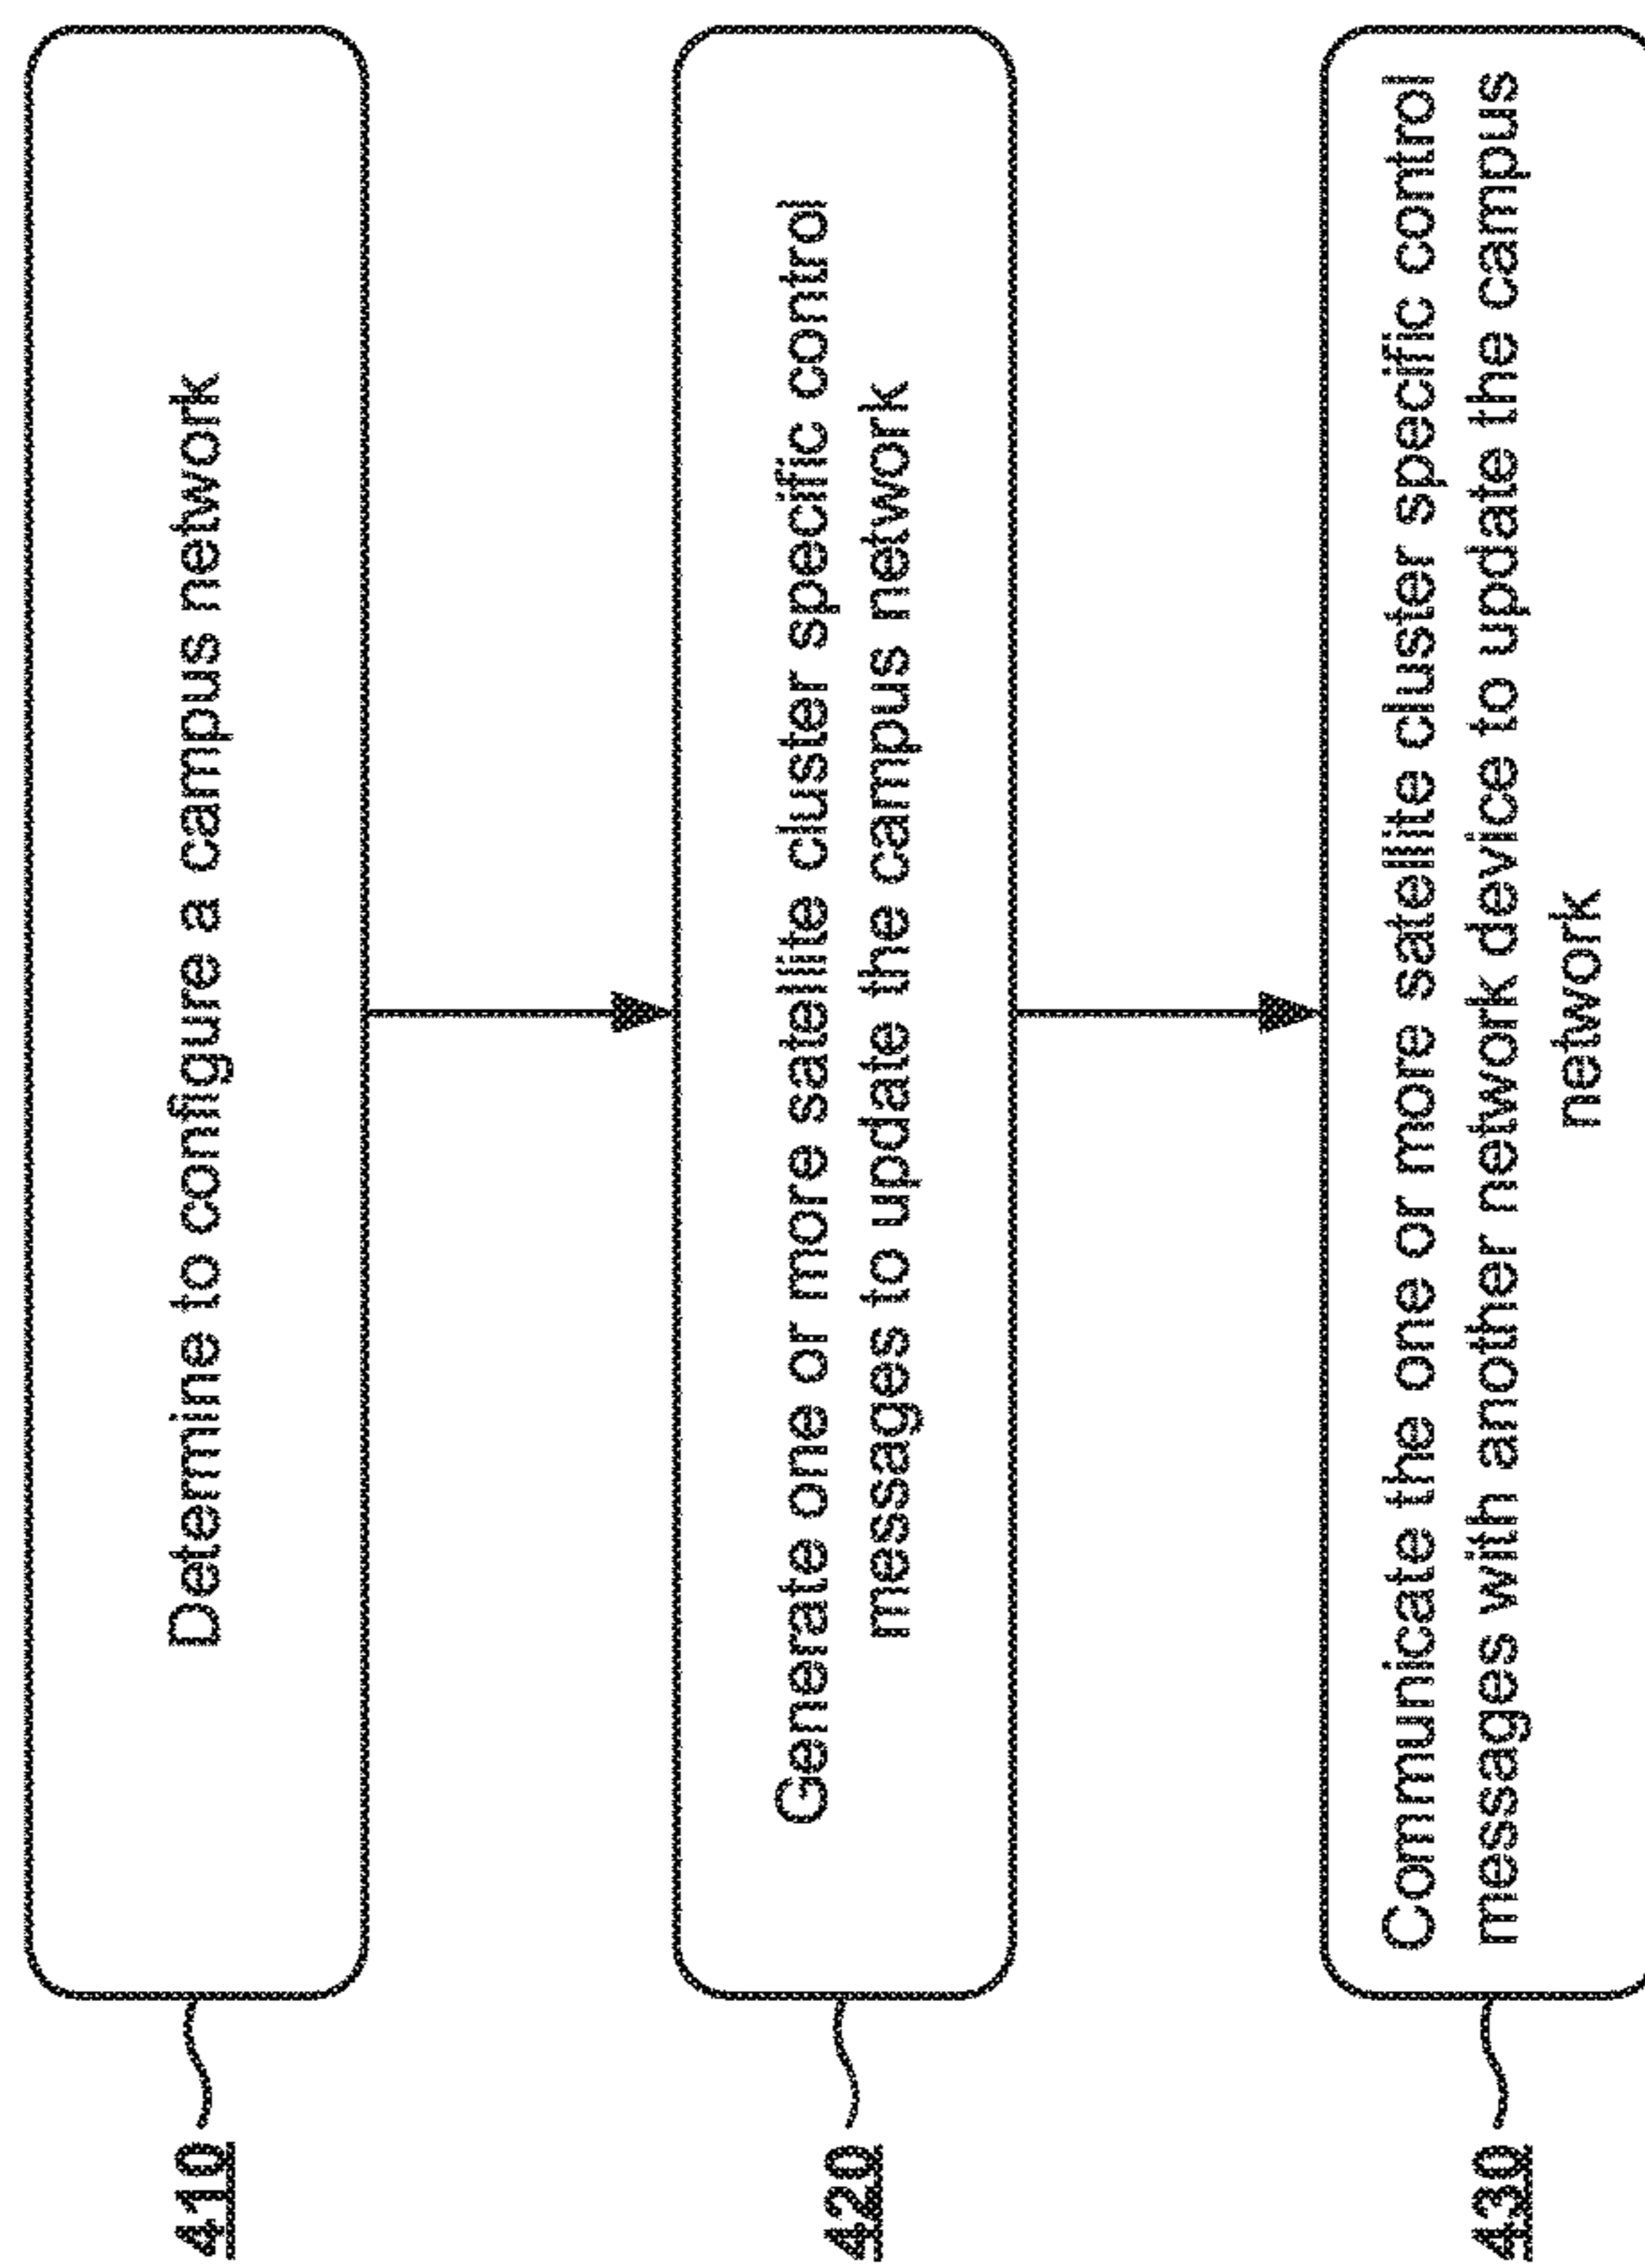 410
Determine to configure a campus network
420
Generate one or more satellite cluster specific control
messages to update the campus network
430
Communicate the one or more satellite cluster specific control
messages with another network device to update the campus
network